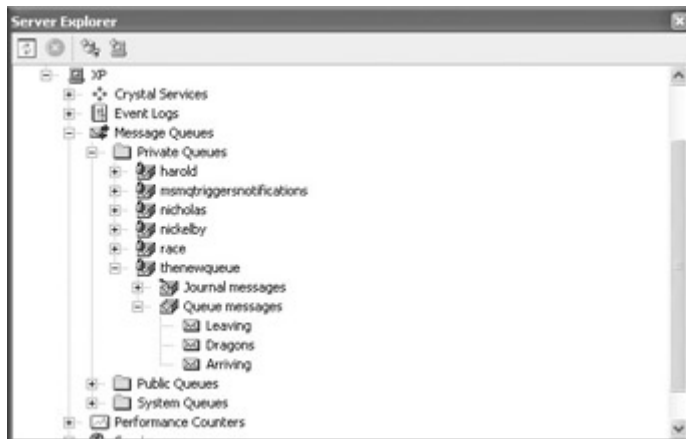 Server Explorer
XP
Crystal Services
Event Logs
Message Queues
Private Queues
harold
msmqtriggersnotifications
nicholas
nickelby
race
thenewqueue
Journal messages
Queue messages
Leaving
Dragons
Arriving
Public Queues
System Queues
Performance Counters